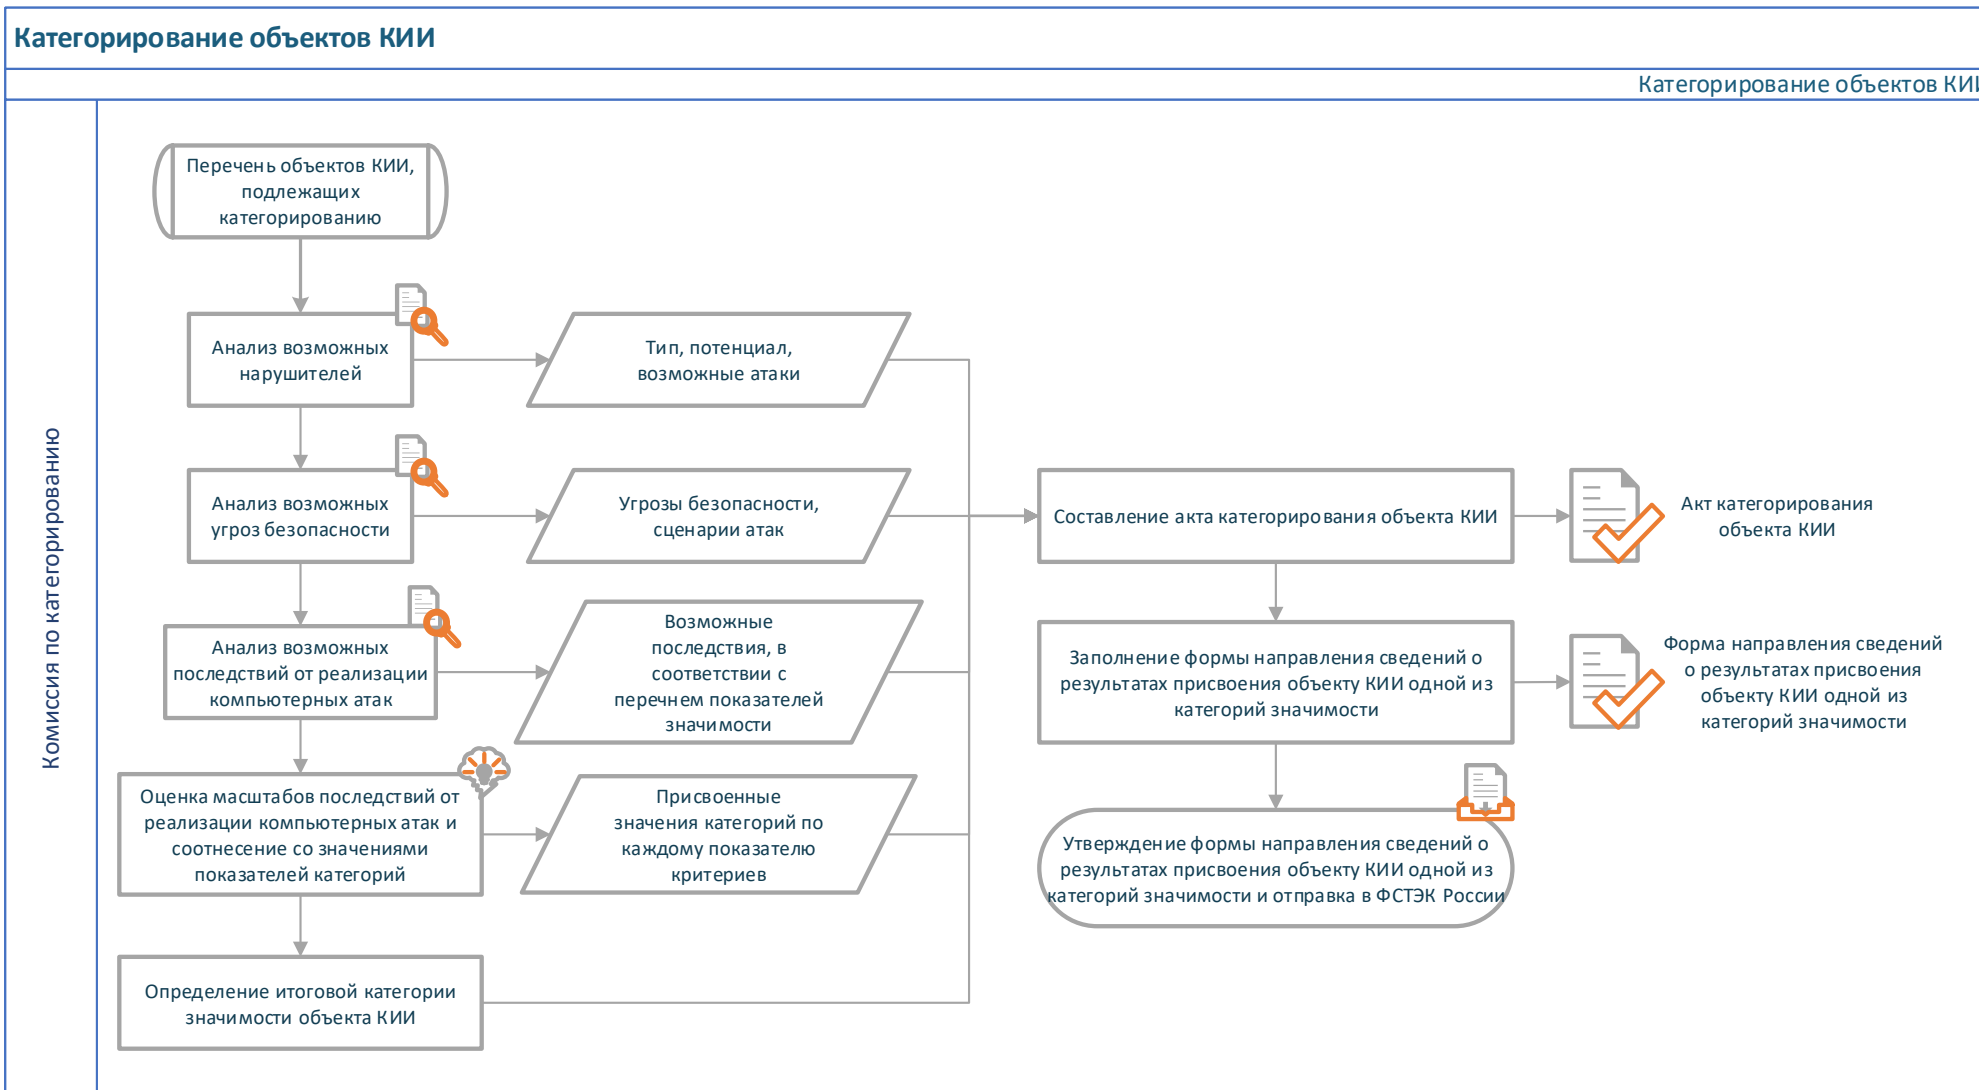 Категорирование объектов КИИ
Категорирование объектов КИИ
Комиссия по категорированию
Перечень объектов КИИ,
подлежащих
категорированию
Анализ возможных
нарушителей
Тип, потенциал,
возможные атаки
Анализ возможных
угроз безопасности
Угрозы безопасности,
сценарии атак
Анализ возможных
последствий от реализации
компьютерных атак
Возможные
последствия, в
соответствии с
перечнем показателей
значимости
Оценка масштабов последствий от
реализации компьютерных атак и
соотнесение со значениями
показателей категорий
Присвоенные
значения категорий по
каждому показателю
критериев
Определение итоговой категории
значимости объекта КИИ
Составление акта категорирования объекта КИИ
Акт категорирования
объекта КИИ
Заполнение формы направления сведений о
результатах присвоения объекту КИИ одной из
категорий значимости
Форма направления сведений
о результатах присвоения
объекту КИИ одной из
категорий значимости
Утверждение формы направления сведений о
результатах присвоения объекту КИИ одной из
категорий значимости и отправка в ФСТЭК России